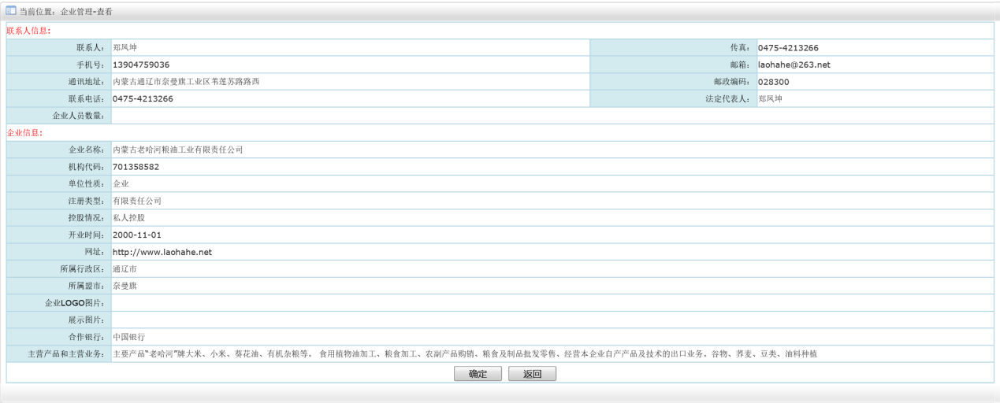 当前位置：企业管理-查看
联系人信息:
联系人： 郑风坤 传真： 0475-4213266
手机号： 13904759036 邮箱： laohahe@263.net
通讯地址： 内蒙古通辽市奈曼旗工业区苇莲苏路路西 邮政编码： 028300
联系电话： 0475-4213266 法定代表人： 郑风坤
企业人员数量：
企业信息:
企业名称： 内蒙古老哈河粮油工业有限责任公司
机构代码： 701358582
单位性质： 企业
注册类型： 有限责任公司
控股情况： 私人控股
开业时间： 2000-11-01
网址： http://www.laohahe.net
所属行政区： 通辽市
所属盟市： 奈曼旗
企业LOGO图片：
展示图片：
合作银行： 中国银行
主营产品和主营业务： 主要产品“老哈河”牌大米、小米、葵花油、有机杂粮等。 食用植物油加工、粮食加工、农副产品购销、粮食及制品批发零售、经营本企业自产产品及技术的出口业务。谷物、荞麦、豆类、油料种植
确定 返回